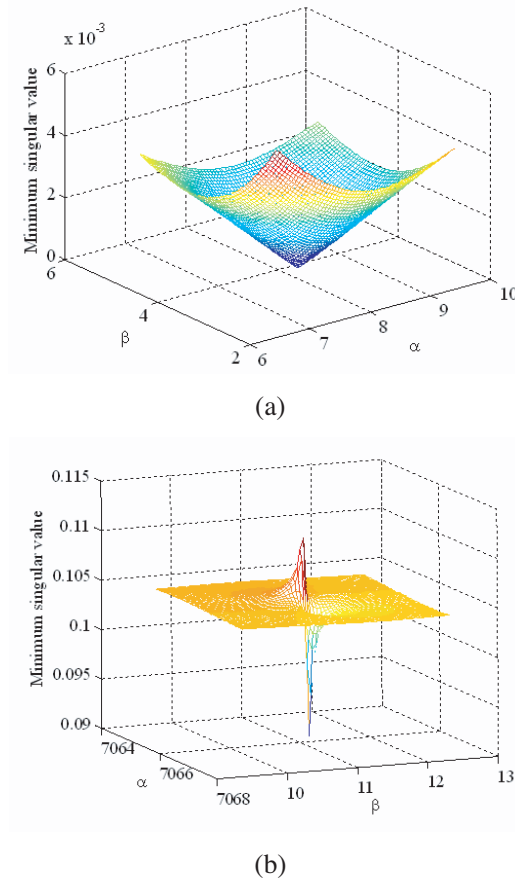 x 10⁻³
6
4
2
0
Minimum singular value
6
4
2
β
6
7
8
9
10
α
(a)
0.115
0.11
0.105
0.1
0.095
0.09
Minimum singular value
7064
7066
7068
α
10
11
12
13
β
(b)